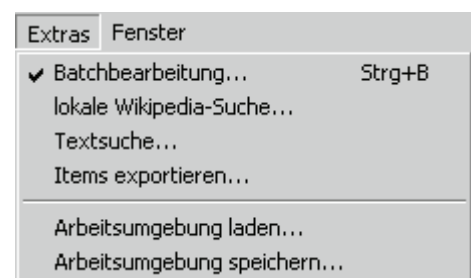 Extras Fenster
Batchbearbeitung... Strg+B
lokale Wikipedia-Suche...
Textsuche...
Items exportieren...
Arbeitsumgebung laden...
Arbeitsumgebung speichern...